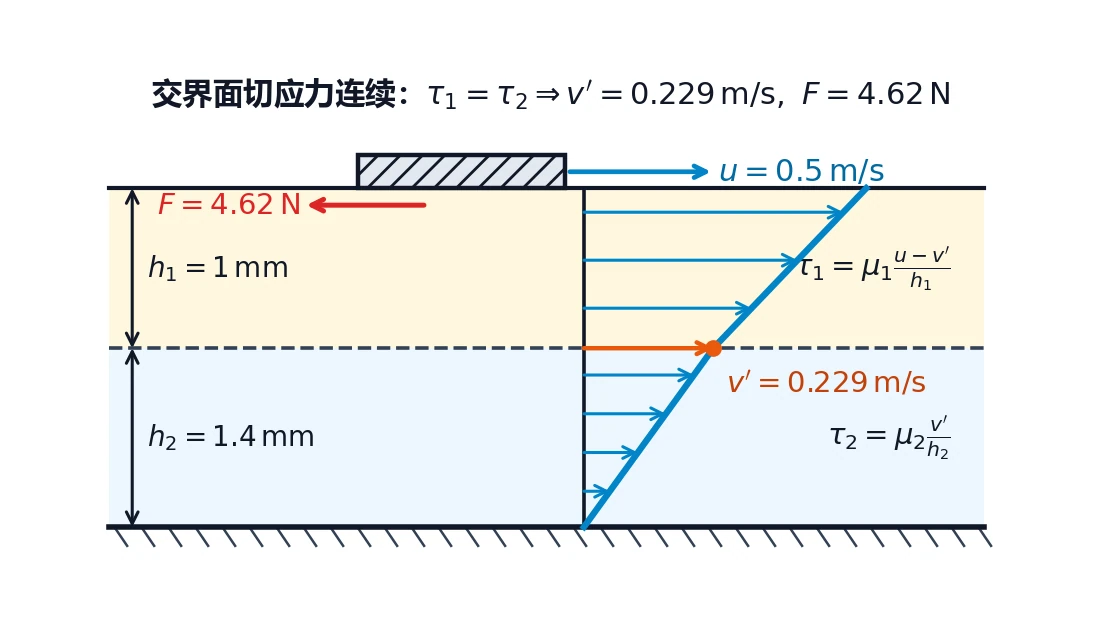 交界面切应力连续：τ₁ = τ₂ ⇒ v′ = 0.229 m/s, F = 4.62 N
u = 0.5 m/s
F = 4.62 N
h₁ = 1 mm
τ₁ = μ₁ (u − v′)/h₁
v′ = 0.229 m/s
h₂ = 1.4 mm
τ₂ = μ₂ v′/h₂